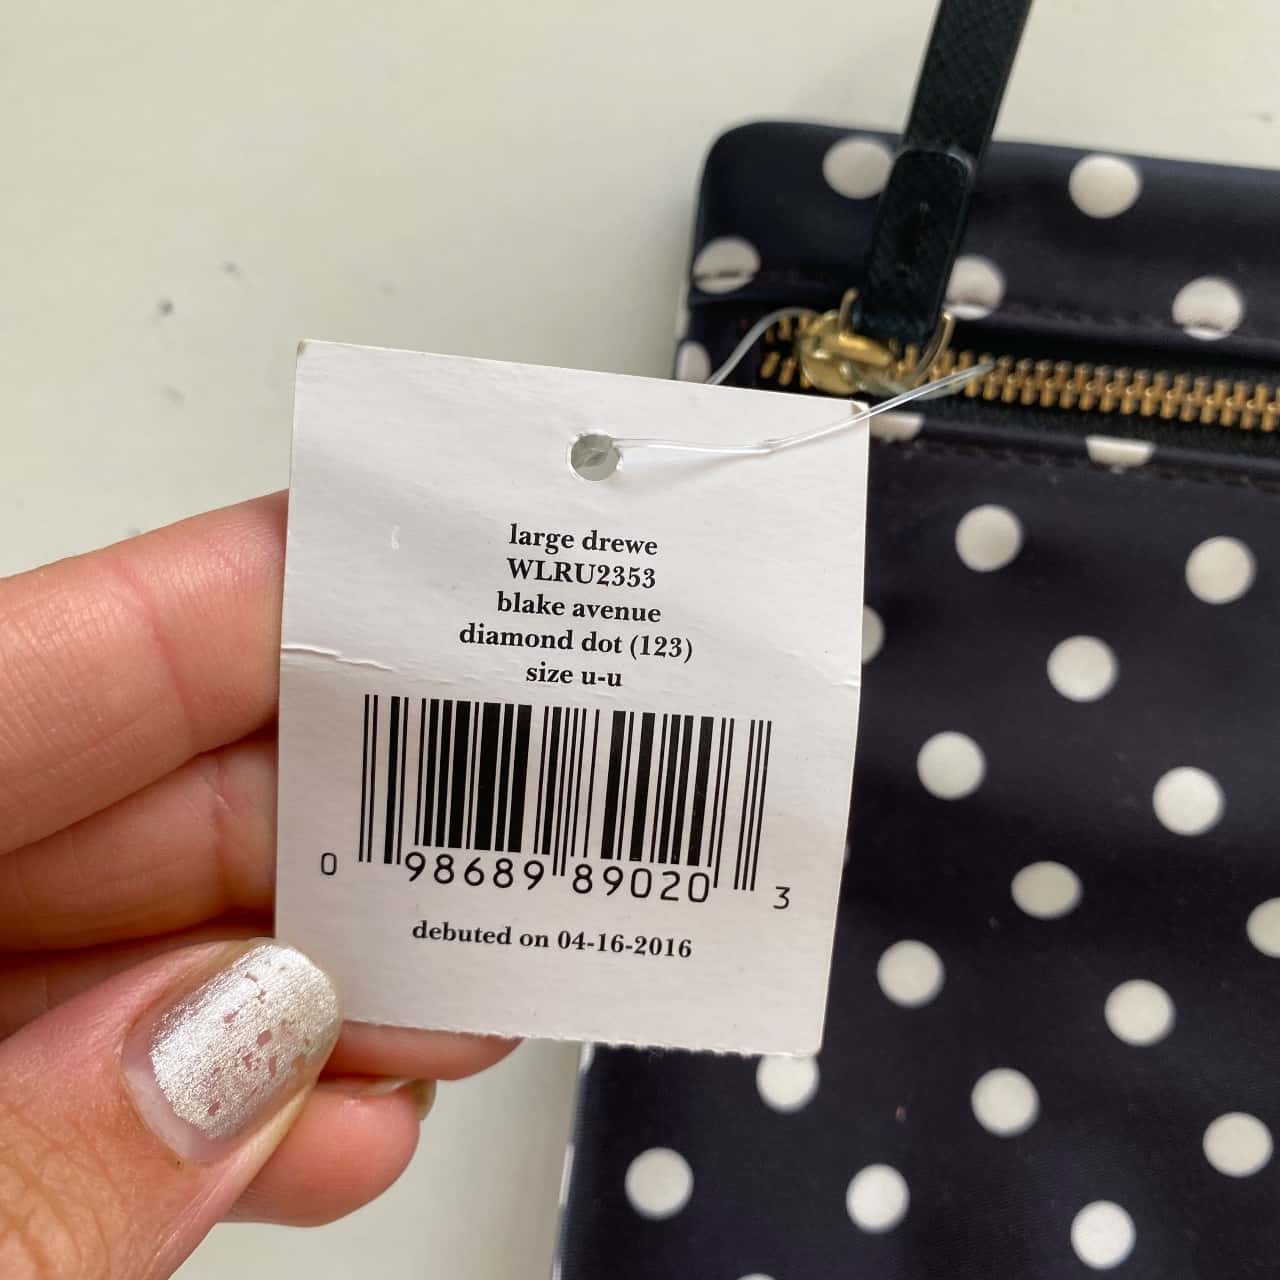 large drewe
WLRU2353
blake avenue
diamond dot (123)
size u-u
0 98689 89020 3
debuted on 04-16-2016